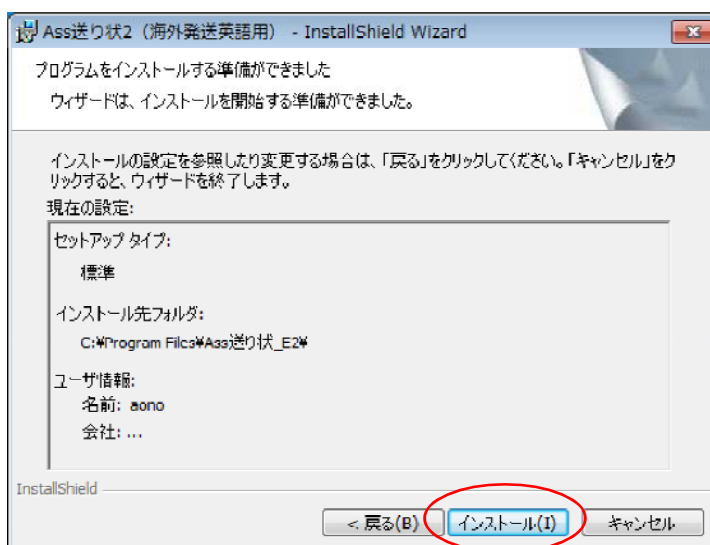 Ass送り状2（海外発送英語用） - InstallShield Wizard
プログラムをインストールする準備ができました
ウィザードは、インストールを開始する準備ができました。
インストールの設定を参照したり変更する場合は、「戻る」をクリックしてください。「キャンセル」をク
リックすると、ウィザードを終了します。
現在の設定:
セットアップ タイプ:
標準
インストール先フォルダ:
C:¥Program Files¥Ass送り状_E2¥
ユーザ情報:
名前: aono
会社: ...
InstallShield
< 戻る(B) インストール(I) キャンセル